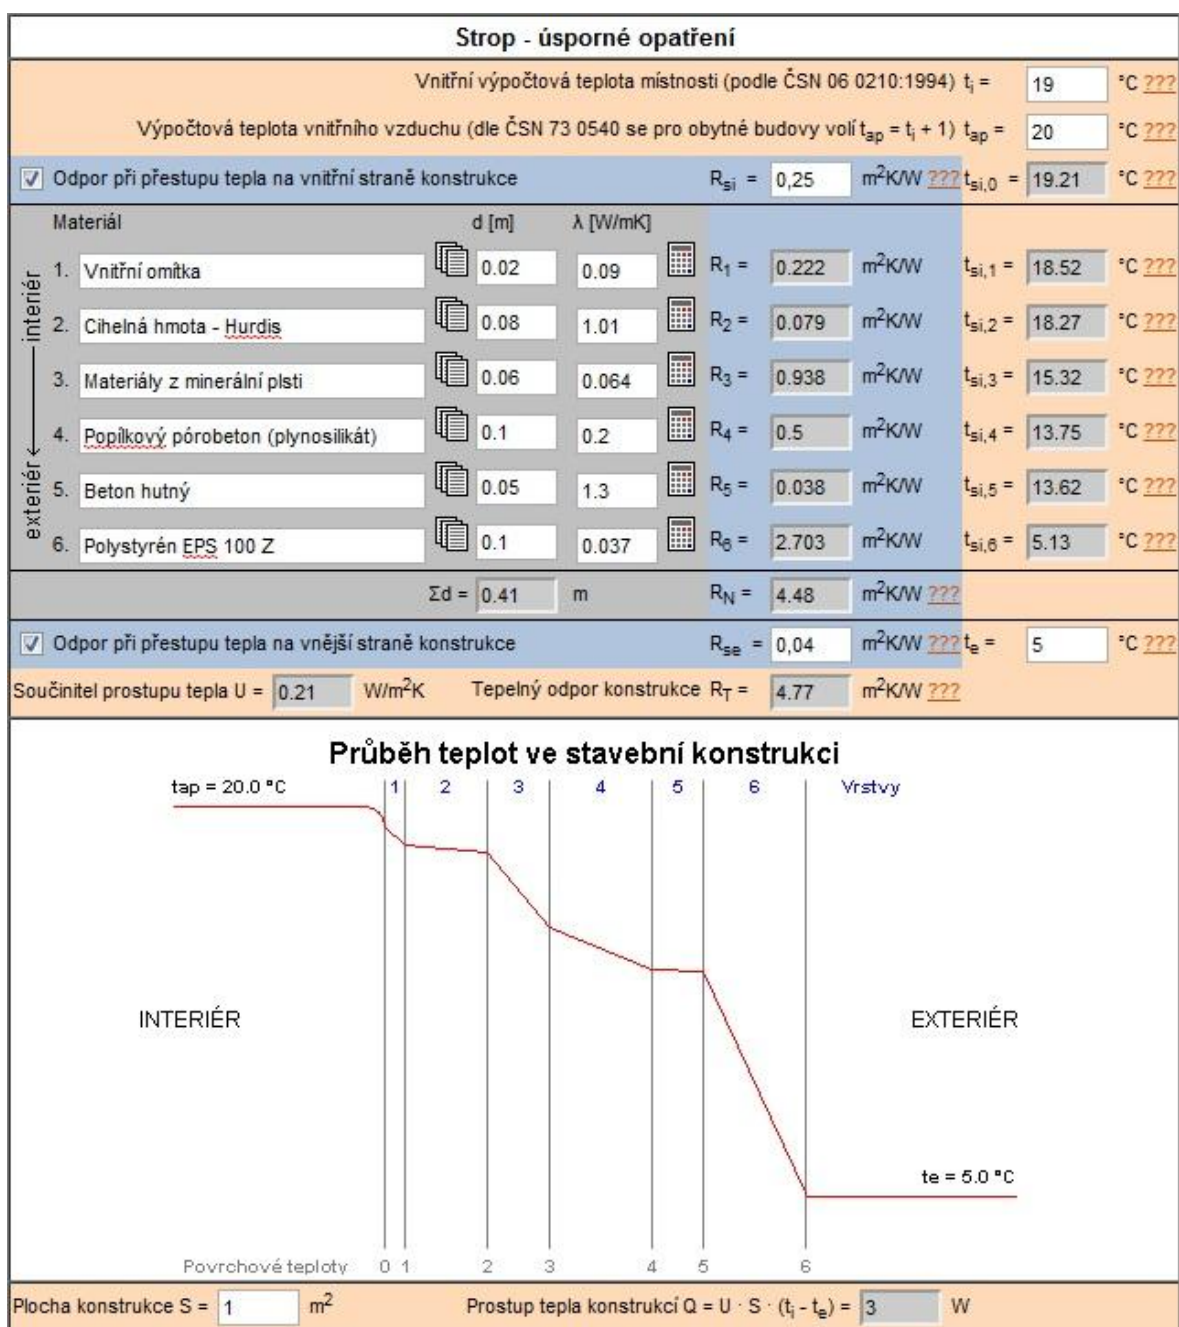 Strop - úsporné opatření
Vnitřní výpočtová teplota místnosti (podle ČSN 06 0210:1994) tᵢ = 19 °C ???
Výpočtová teplota vnitřního vzduchu (dle ČSN 73 0540 se pro obytné budovy volí tap = ti + 1) tap = 20 °C ???
Odpor při přestupu tepla na vnitřní straně konstrukce Rsi = 0,25 m²K/W ??? tsi,0 = 19.21 °C ???
Materiál d [m] λ [W/mK]
interiér
exteriér
1. Vnitřní omítka 0.02 0.09 R1 = 0.222 m²K/W tsi,1 = 18.52 °C ???
2. Cihelná hmota - Hurdis 0.08 1.01 R2 = 0.079 m²K/W tsi,2 = 18.27 °C ???
3. Materiály z minerální plsti 0.06 0.064 R3 = 0.938 m²K/W tsi,3 = 15.32 °C ???
4. Popílkový pórobeton (plynosilikát) 0.1 0.2 R4 = 0.5 m²K/W tsi,4 = 13.75 °C ???
5. Beton hutný 0.05 1.3 R5 = 0.038 m²K/W tsi,5 = 13.62 °C ???
6. Polystyrén EPS 100 Z 0.1 0.037 R6 = 2.703 m²K/W tsi,6 = 5.13 °C ???
Σd = 0.41 m RN = 4.48 m²K/W ???
Odpor při přestupu tepla na vnější straně konstrukce Rse = 0,04 m²K/W ??? te = 5 °C ???
Součinitel prostupu tepla U = 0.21 W/m²K Tepelný odpor konstrukce RT = 4.77 m²K/W ???
Průběh teplot ve stavební konstrukci
tap = 20.0 °C 1 2 3 4 5 6 Vrstvy
INTERIÉR EXTERIÉR
te = 5.0 °C
Povrchové teploty 0 1 2 3 4 5 6
Plocha konstrukce S = 1 m² Prostup tepla konstrukcí Q = U · S · (ti - te) = 3 W